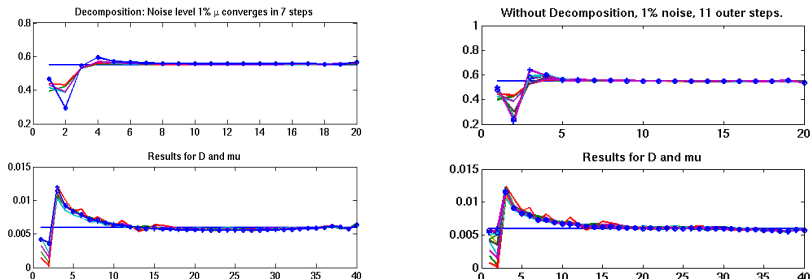 Decomposition: Noise level 1% μ converges in 7 steps
0.8
0.6
0.4
0.2
0 2 4 6 8 10 12 14 16 18 20
Results for D and mu
0.015
0.01
0.005
0
0 5 10 15 20 25 30 35 40
Without Decomposition, 1% noise, 11 outer steps.
1
0.8
0.6
0.4
0.2
0 5 10 15 20
Results for D and mu
0.015
0.01
0.005
0
0 5 10 15 20 25 30 35 40